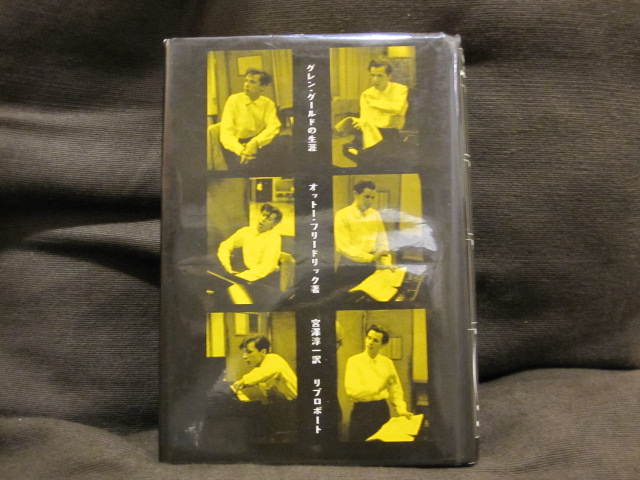 グレン・グールドの生涯
オットー・フリードリック著
宮澤淳一訳
リブロポート